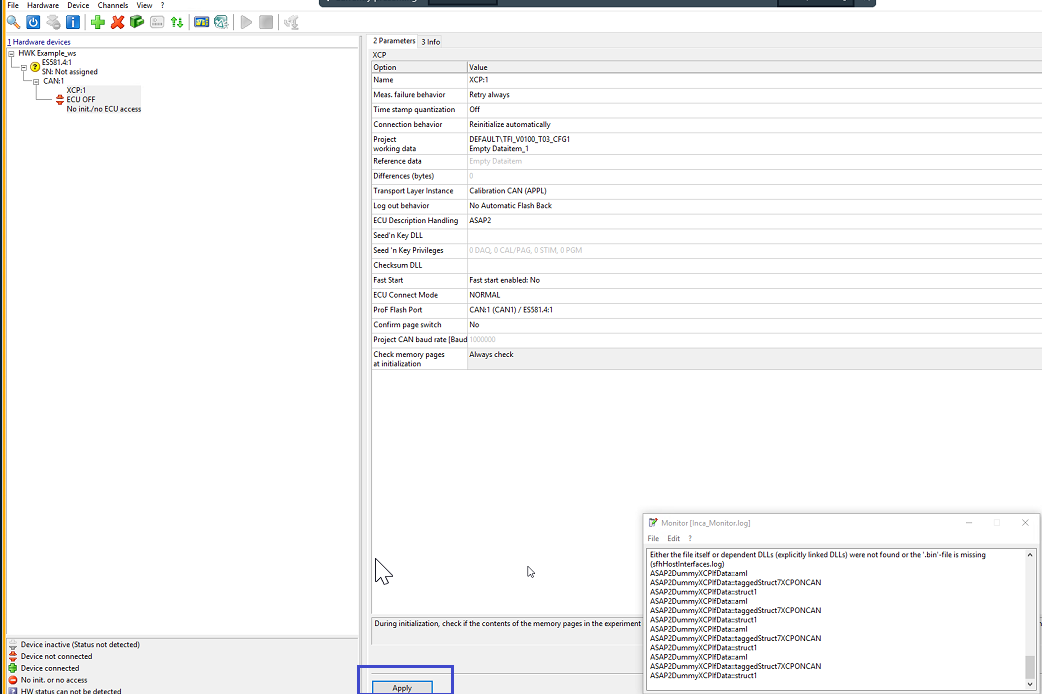 File Hardware Device Channels View ?
1 Hardware devices
HWK Example_ws
ES581.4:1
SN: Not assigned
CAN:1
XCP:1
ECU OFF
No init./no ECU access
Device inactive (Status not detected)
Device not connected
Device connected
No init. or no access
HW status can not be detected
2 Parameters 3 Info
XCP
Option Value
Name XCP:1
Meas. failure behavior Retry always
Time stamp quantization Off
Connection behavior Reinitialize automatically
Project DEFAULT\TFI_V0100_T03_CFG1
working data Empty Dataitem_1
Reference data Empty Dataitem
Differences (bytes) 0
Transport Layer Instance Calibration CAN (APPL)
Log out behavior No Automatic Flash Back
ECU Description Handling ASAP2
Seed'n Key DLL
Seed 'n Key Privileges 0 DAQ, 0 CAL/PAG, 0 STIM, 0 PGM
Checksum DLL
Fast Start Fast start enabled: No
ECU Connect Mode NORMAL
ProF Flash Port CAN:1 (CAN1) / ES581.4:1
Confirm page switch No
Project CAN baud rate [Baud 1000000
Check memory pages Always check
at initialization
During initialization, check if the contents of the memory pages in the experiment
Apply
Monitor [Inca_Monitor.log]
File Edit ?
Either the file itself or dependent DLLs (explicitly linked DLLs) were not found or the '.bin'-file is missing
(sfhHostInterfaces.log)
ASAP2DummyXCPIfData::aml
ASAP2DummyXCPIfData::taggedStruct7XCPONCAN
ASAP2DummyXCPIfData::struct1
ASAP2DummyXCPIfData::aml
ASAP2DummyXCPIfData::taggedStruct7XCPONCAN
ASAP2DummyXCPIfData::struct1
ASAP2DummyXCPIfData::aml
ASAP2DummyXCPIfData::taggedStruct7XCPONCAN
ASAP2DummyXCPIfData::struct1
ASAP2DummyXCPIfData::aml
ASAP2DummyXCPIfData::taggedStruct7XCPONCAN
ASAP2DummyXCPIfData::struct1